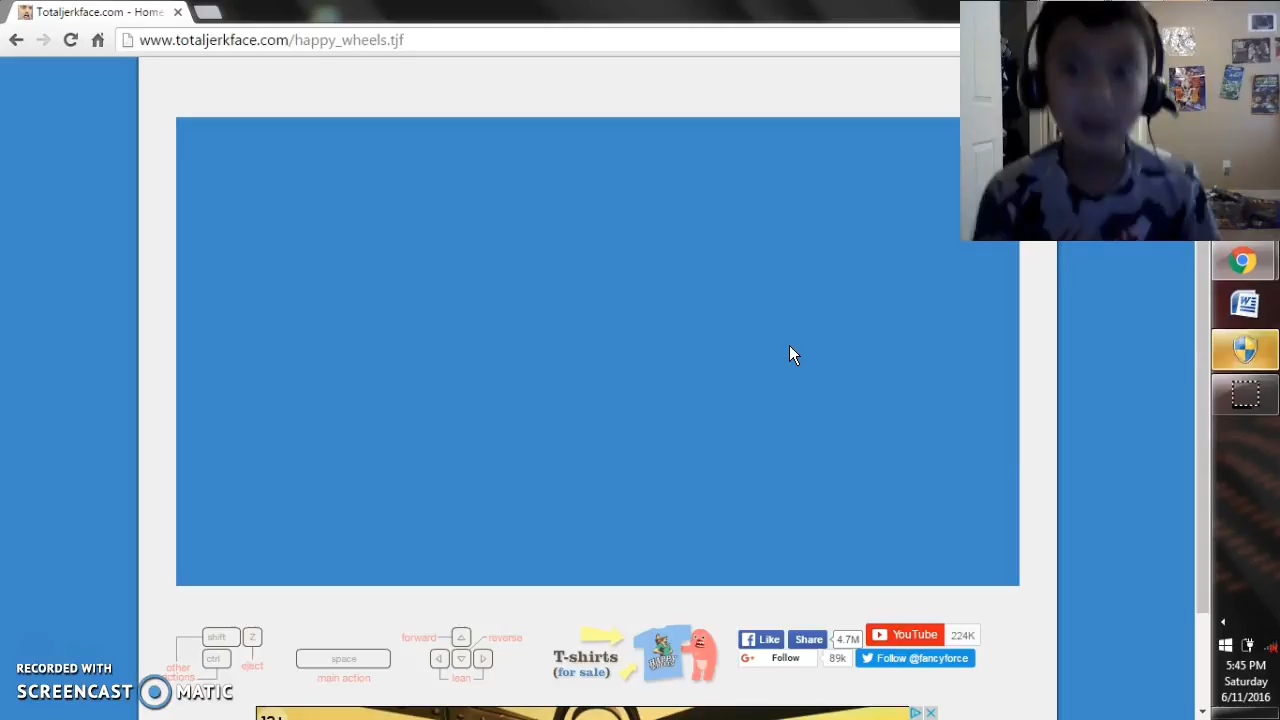 Totaljerkface.com - Home
www.totaljerkface.com/happy_wheels.tjf
shift Z
ctrl eject
other actions
space
main action
forward reverse
lean
T-shirts
(for sale)
Like Share 4.7M
YouTube 224K
G+ Follow 89k
Follow @fancyforce
RECORDED WITH
SCREENCAST MATIC
12+
5:45 PM
Saturday
6/11/2016